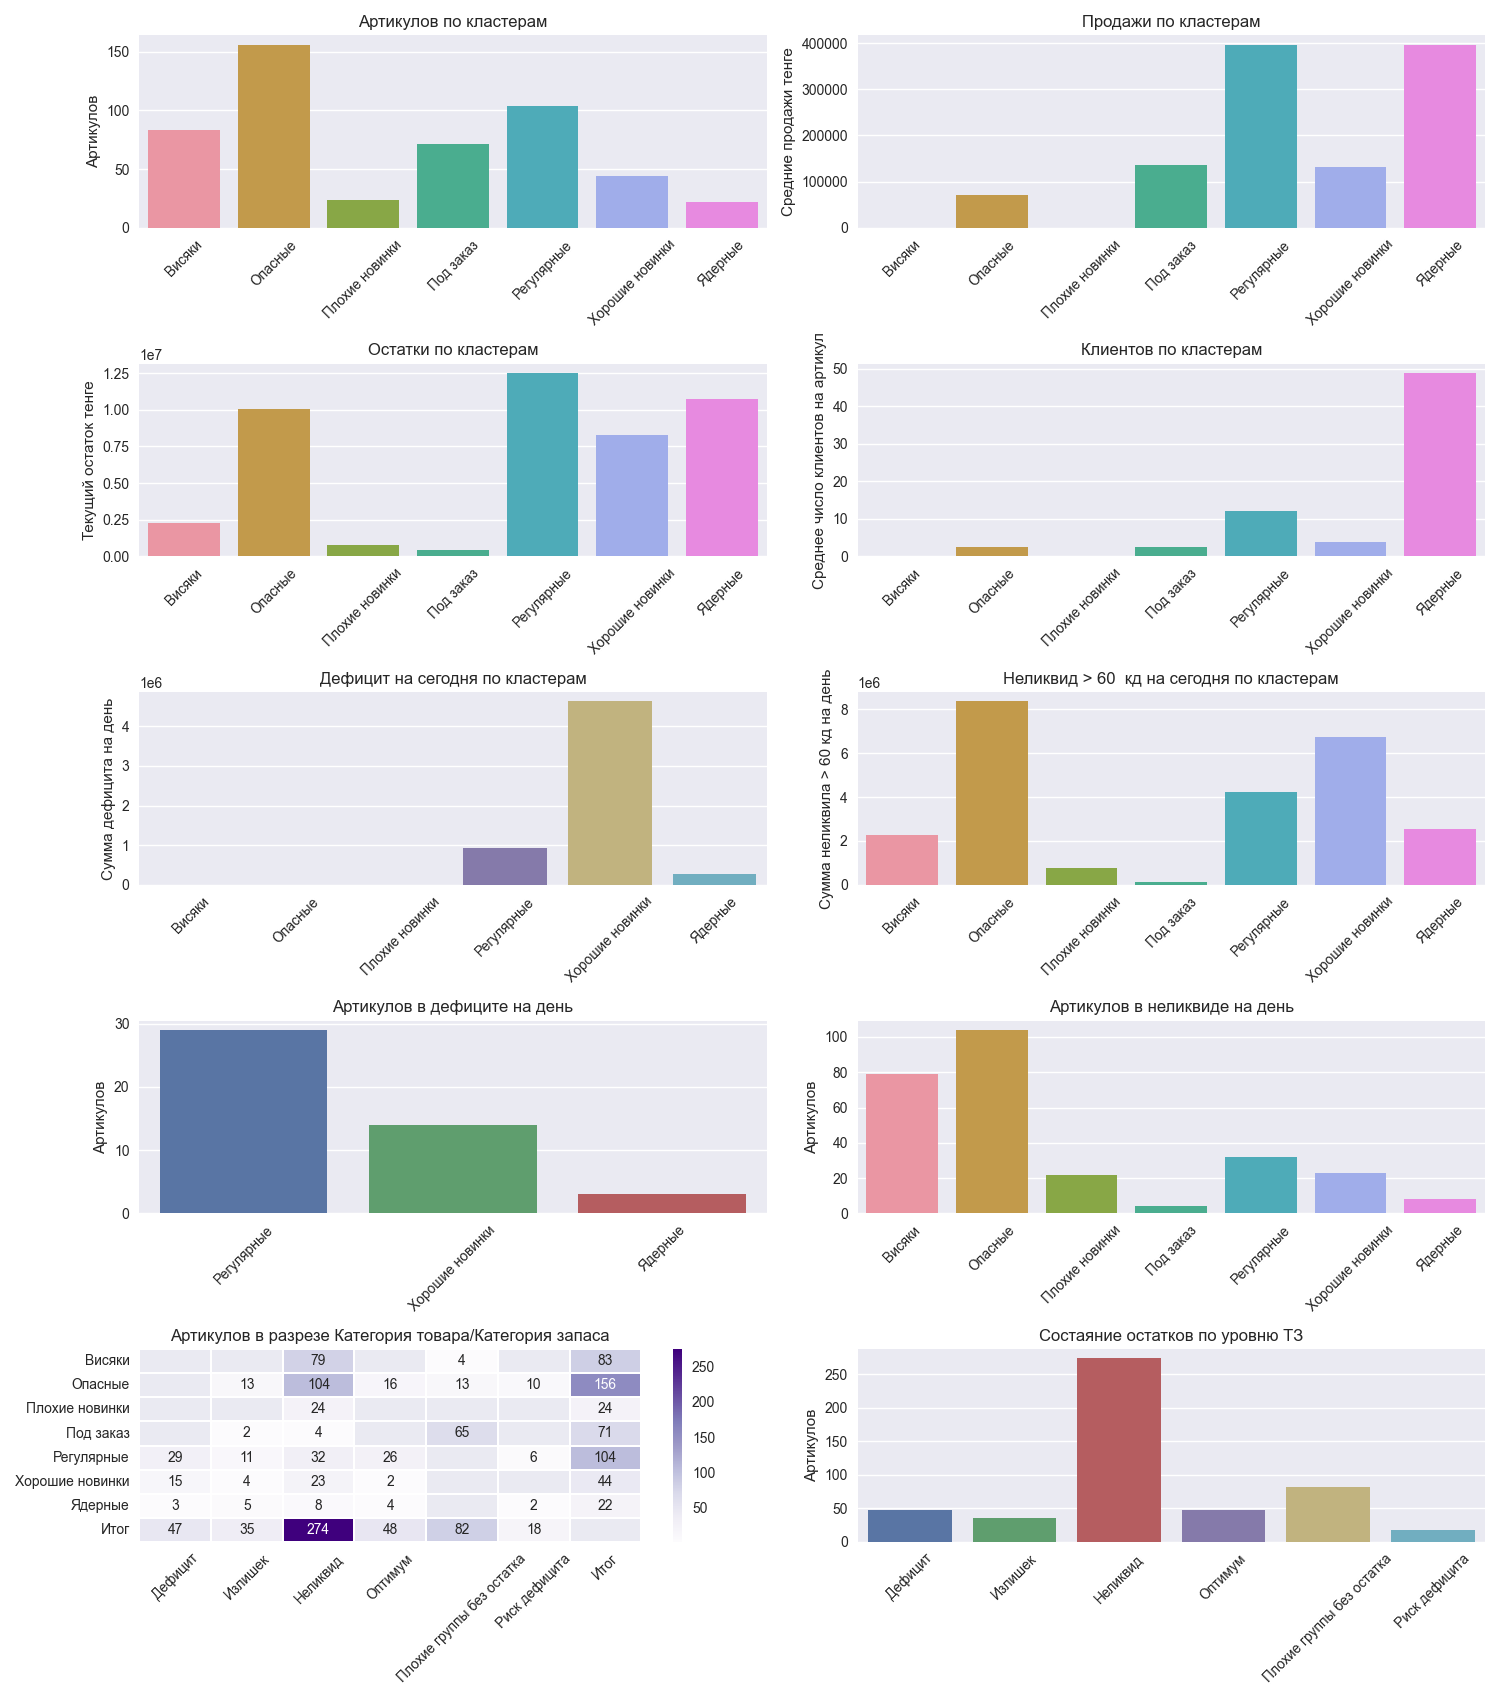 Артикулов по кластерам
Артикулов
150
100
50
0
Висяки
Опасные
Плохие новинки
Под заказ
Регулярные
Хорошие новинки
Ядерные
Продажи по кластерам
Средние продажи тенге
400000
300000
200000
100000
0
Висяки
Опасные
Плохие новинки
Под заказ
Регулярные
Хорошие новинки
Ядерные
Остатки по кластерам
1e7
Текущий остаток тенге
1.25
1.00
0.75
0.50
0.25
0.00
Висяки
Опасные
Плохие новинки
Под заказ
Регулярные
Хорошие новинки
Ядерные
Клиентов по кластерам
Среднее число клиентов на артикул
50
40
30
20
10
0
Висяки
Опасные
Плохие новинки
Под заказ
Регулярные
Хорошие новинки
Ядерные
Дефицит на сегодня по кластерам
1e6
Сумма дефицита на день
4
3
2
1
0
Висяки
Опасные
Плохие новинки
Регулярные
Хорошие новинки
Ядерные
Неликвид > 60  кд на сегодня по кластерам
1e6
Сумма неликвила > 60 кд на день
8
6
4
2
0
Висяки
Опасные
Плохие новинки
Под заказ
Регулярные
Хорошие новинки
Ядерные
Артикулов в дефиците на день
Артикулов
30
20
10
0
Регулярные
Хорошие новинки
Ядерные
Артикулов в неликвиде на день
Артикулов
100
80
60
40
20
0
Висяки
Опасные
Плохие новинки
Под заказ
Регулярные
Хорошие новинки
Ядерные
Артикулов в разрезе Категория товара/Категория запаса
Висяки 79 4 83
Опасные 13 104 16 13 10 156
Плохие новинки 24 24
Под заказ 2 4 65 71
Регулярные 29 11 32 26 6 104
Хорошие новинки 15 4 23 2 44
Ядерные 3 5 8 4 2 22
Итог 47 35 274 48 82 18
Дефицит
Излишек
Неликвид
Оптимум
Плохие группы без остатка
Риск дефицита
Итог
250
200
150
100
50
Состаяние остатков по уровню ТЗ
Артикулов
250
200
150
100
50
0
Дефицит
Излишек
Неликвид
Оптимум
Плохие группы без остатка
Риск дефицита